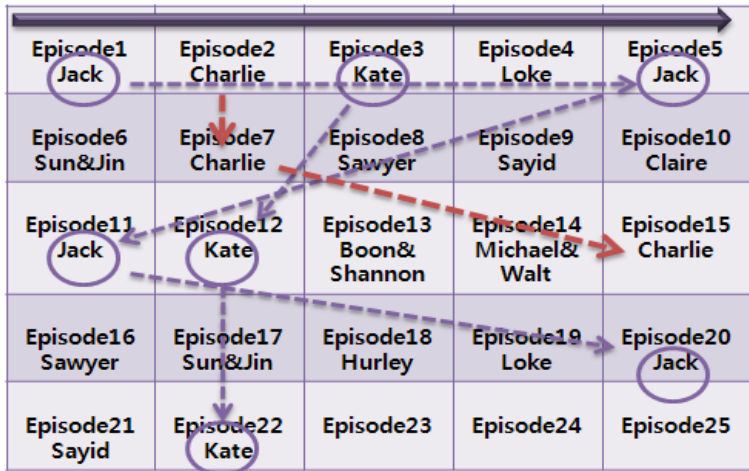 Episode1
Jack
Episode2
Charlie
Episode3
Kate
Episode4
Loke
Episode5
Jack
Episode6
Sun&Jin
Episode7
Charlie
Episode8
Sawyer
Episode9
Sayid
Episode10
Claire
Episode11
Jack
Episode12
Kate
Episode13
Boon&
Shannon
Episode14
Michael&
Walt
Episode15
Charlie
Episode16
Sawyer
Episode17
Sun&Jin
Episode18
Hurley
Episode19
Loke
Episode20
Jack
Episode21
Sayid
Episode22
Kate
Episode23
Episode24
Episode25